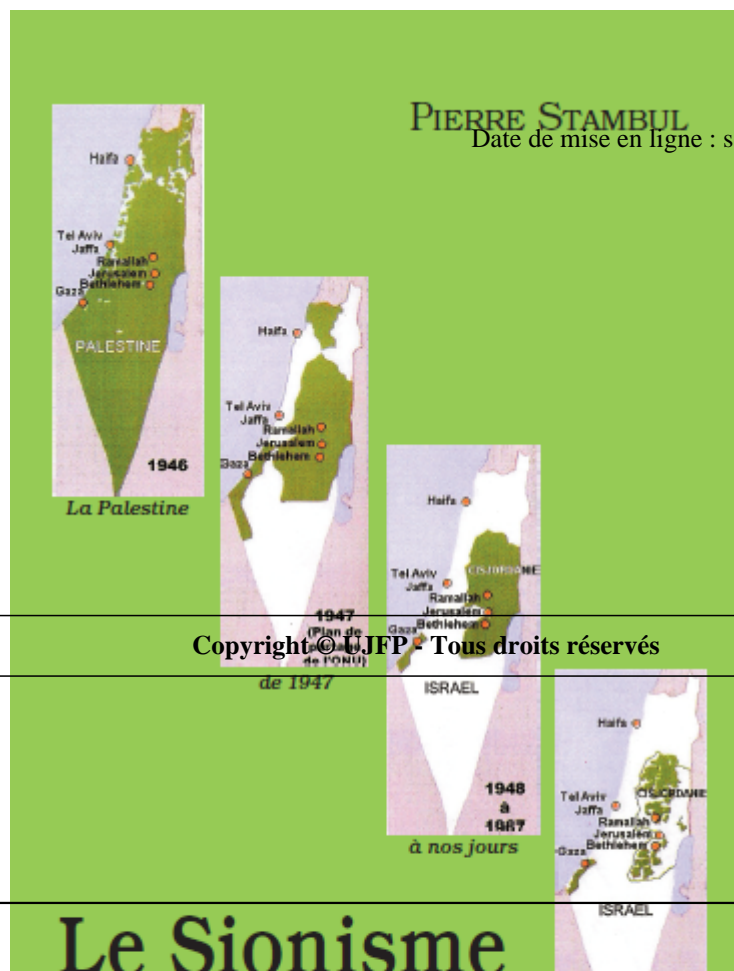 PIERRE STAMBUL
Date de mise en ligne : s
Haifa
Tel Aviv
Jaffa
Ramallah
Jerusalem
Bethlehem
Gaza
PALESTINE
1946
La Palestine
Haifa
Tel Aviv
Jaffa
Ramallah
Jerusalem
Bethlehem
Gaza
1947
(Plan de
partage
de l'ONU)
de 1947
Haifa
CISJORDANIE
Tel Aviv
Jaffa
Ramallah
Jerusalem
Bethlehem
Gaza
Copyright © UJFP - Tous droits réservés
ISRAEL
1948
à
1967
à nos jours
Haifa
CISJORDANIE
Tel Aviv
Jaffa
Ramallah
Jerusalem
Bethlehem
Gaza
ISRAEL
Le Sionisme